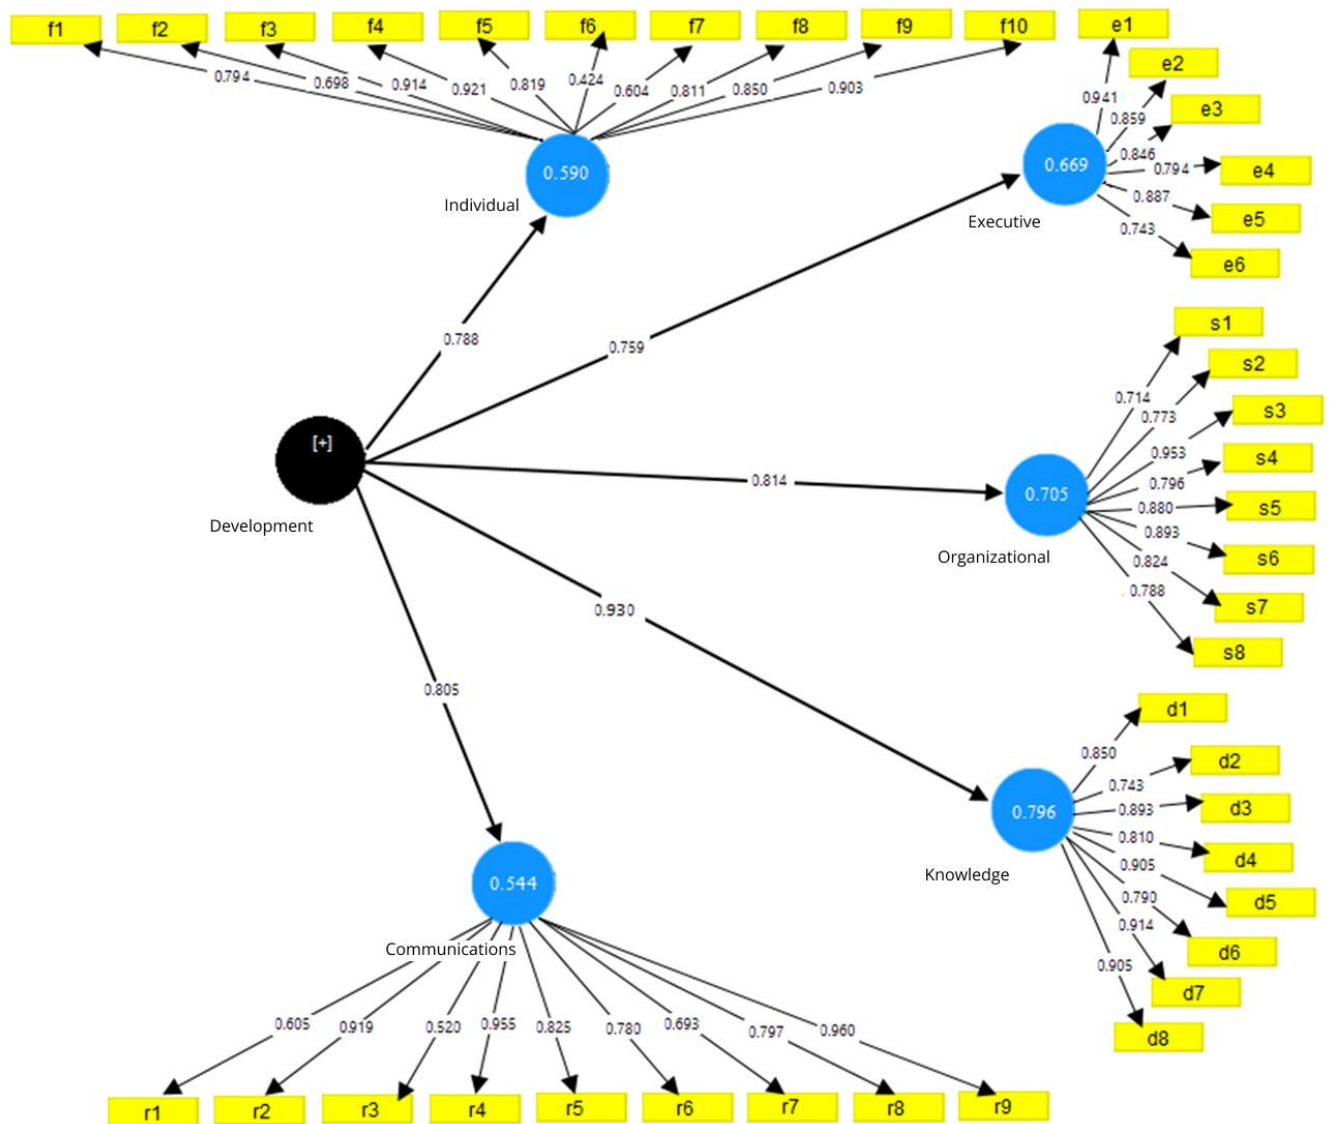 f1 f2 f3 f4 f5 f6 f7 f8 f9 f10
0.794 0.698 0.914 0.921 0.819 0.424 0.604 0.811 0.850 0.903
0.590
Individual
e1
e2
e3
e4
e5
e6
0.941
0.859
0.846
0.794
0.887
0.743
0.669
Executive
0.788
0.759
[+]
Development
0.814
0.930
0.805
s1
s2
s3
s4
s5
s6
s7
s8
0.714
0.773
0.953
0.796
0.880
0.893
0.824
0.788
0.705
Organizational
d1
d2
d3
d4
d5
d6
d7
d8
0.850
0.743
0.893
0.810
0.905
0.790
0.914
0.905
0.796
Knowledge
0.544
Communications
0.605 0.919 0.520 0.955 0.825 0.780 0.693 0.797 0.960
r1 r2 r3 r4 r5 r6 r7 r8 r9